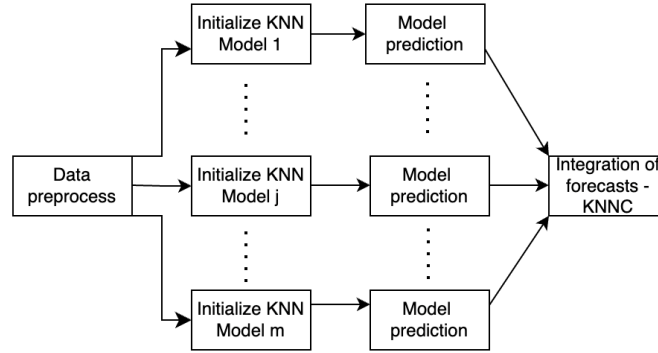 Initialize KNN
Model 1
Model
prediction
Data
preprocess
Initialize KNN
Model j
Model
prediction
Integration of
forecasts -
KNNC
Initialize KNN
Model m
Model
prediction